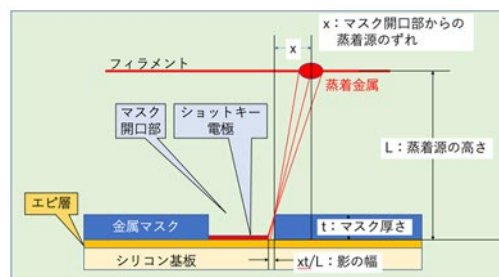 x：マスク開口部からの
蒸着源のずれ
x
フィラメント
蒸着金属
マスク
開口部
ショットキー
電極
L：蒸着源の高さ
エピ層
金属マスク
t：マスク厚さ
シリコン基板
xt/L：影の幅